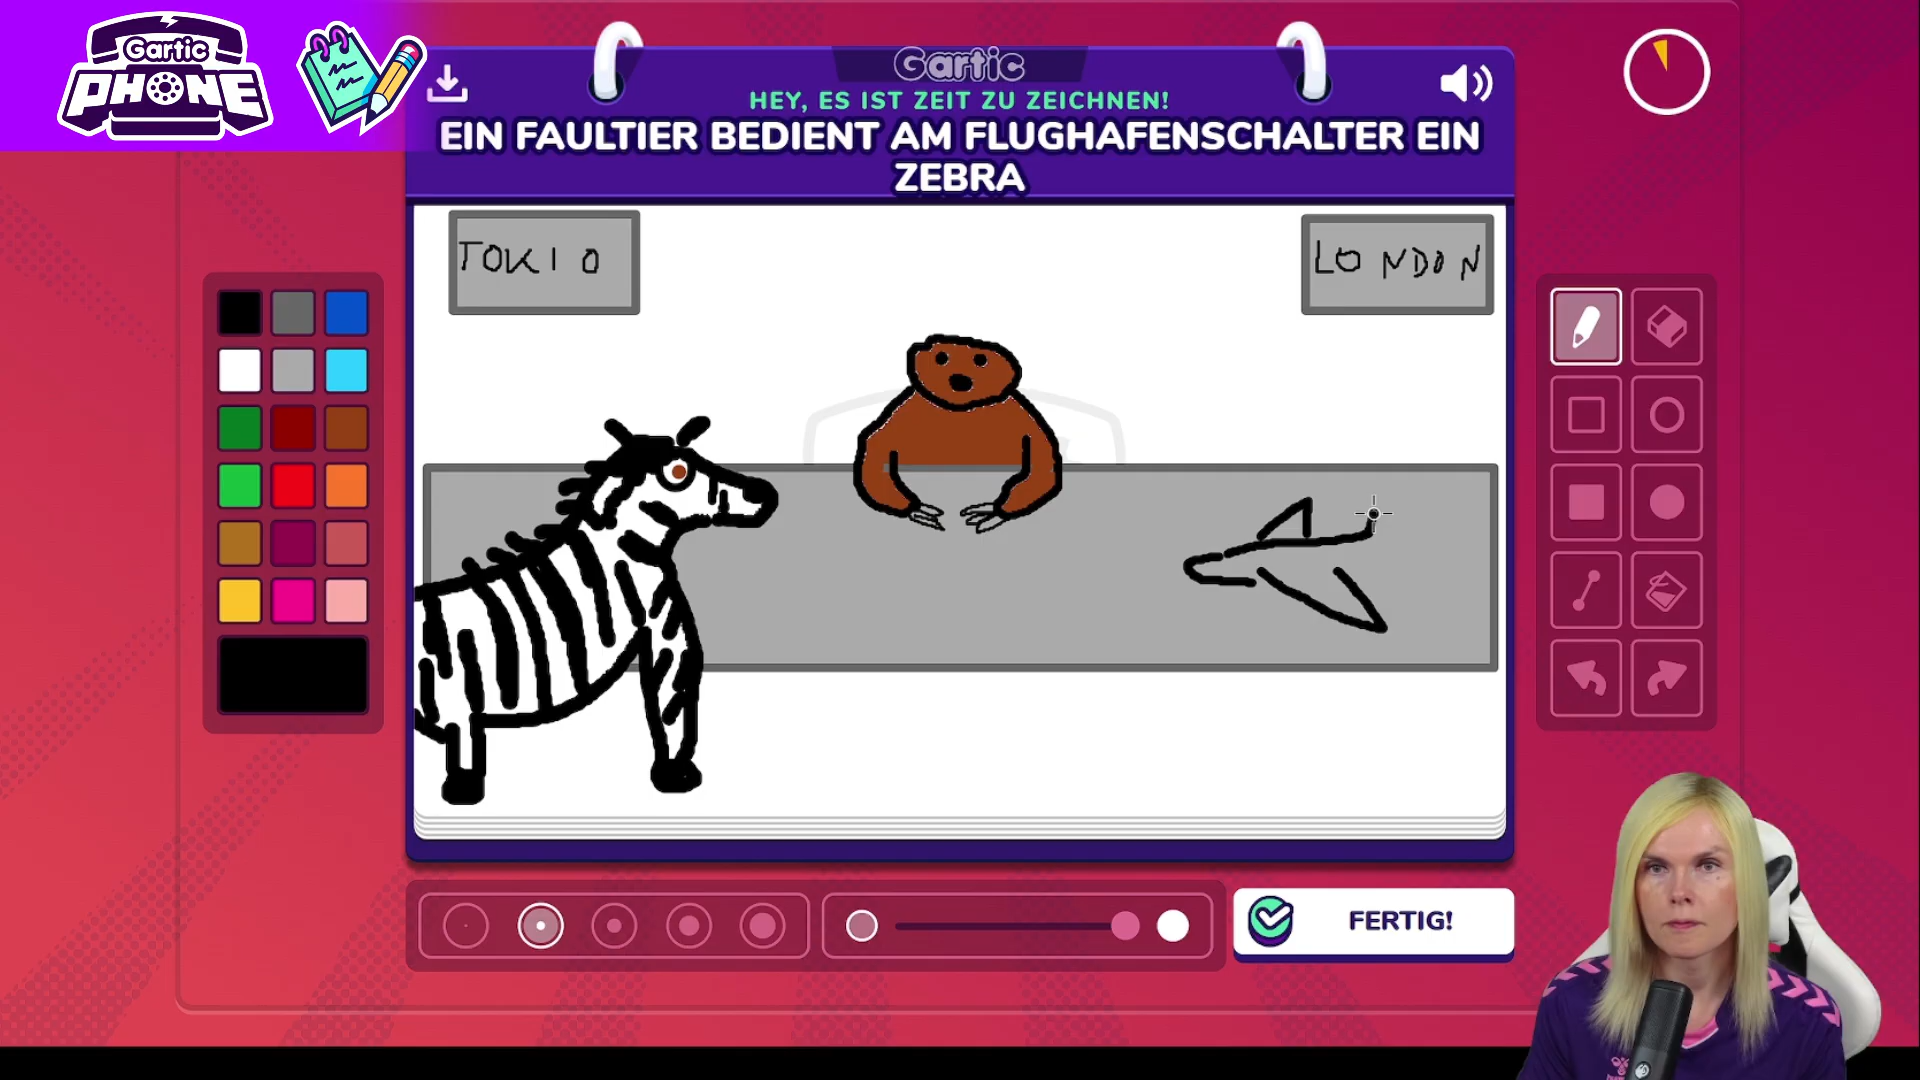 Gartic
PHONE
Gartic
HEY, ES IST ZEIT ZU ZEICHNEN!
EIN FAULTIER BEDIENT AM FLUGHAFENSCHALTER EIN
ZEBRA
TOKIO
LONDON
FERTIG!